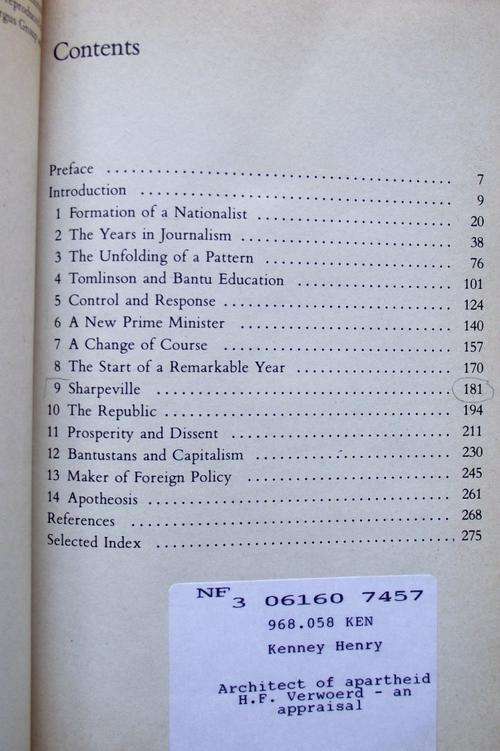 Contents
Preface ........ 7
Introduction ........ 9
1 Formation of a Nationalist ........ 20
2 The Years in Journalism ........ 38
3 The Unfolding of a Pattern ........ 76
4 Tomlinson and Bantu Education ........ 101
5 Control and Response ........ 124
6 A New Prime Minister ........ 140
7 A Change of Course ........ 157
8 The Start of a Remarkable Year ........ 170
9 Sharpeville ........ 181
10 The Republic ........ 194
11 Prosperity and Dissent ........ 211
12 Bantustans and Capitalism ........ 230
13 Maker of Foreign Policy ........ 245
14 Apotheosis ........ 261
References ........ 268
Selected Index ........ 275
NF 3 06160 7457
968.058 KEN
Kenney Henry
Architect of apartheid
H.F. Verwoerd - an
appraisal